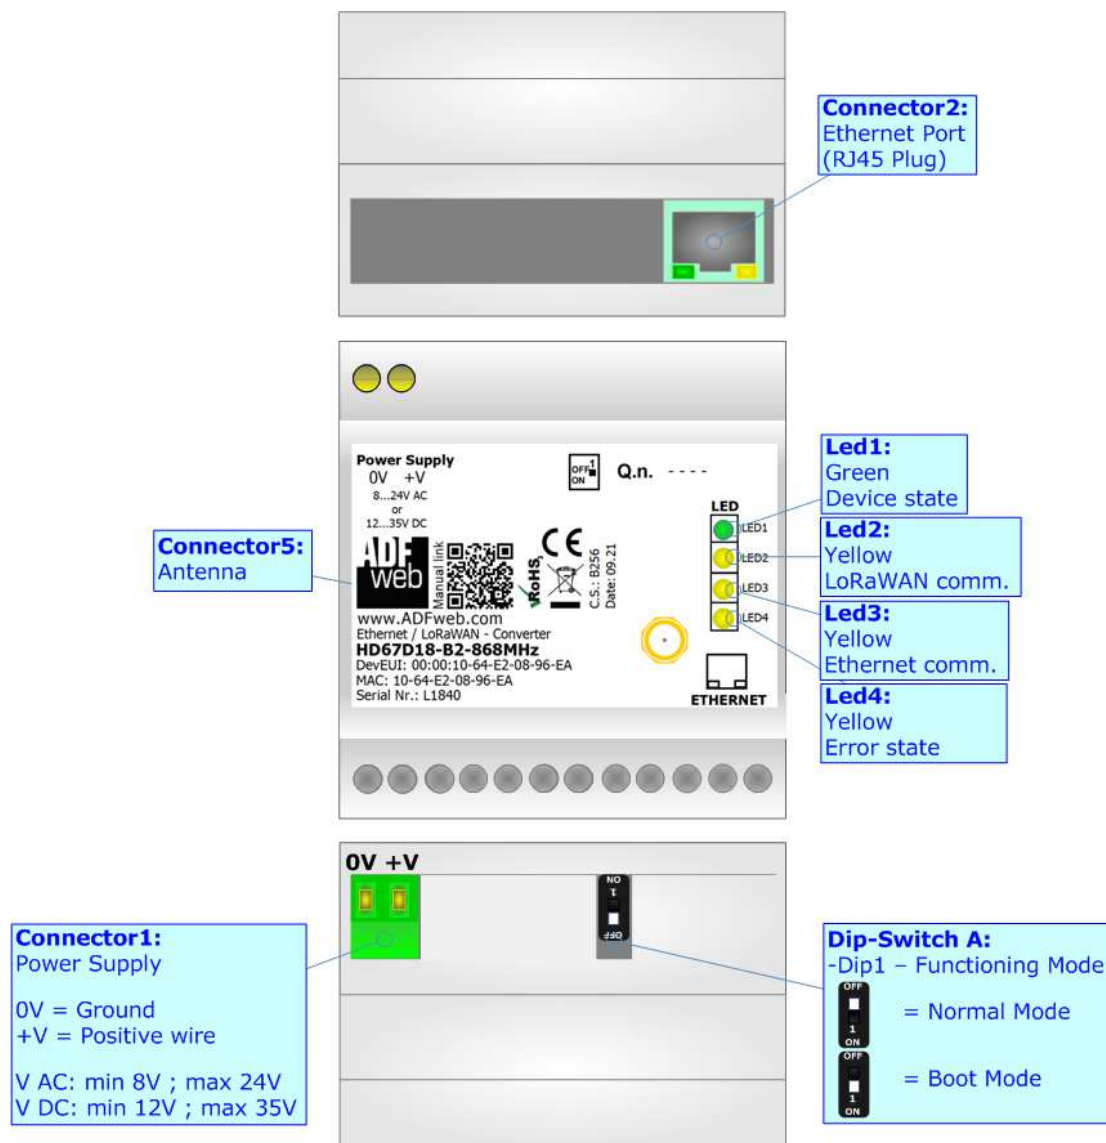 Connector2:
Ethernet Port
(RJ45 Plug)
Power Supply
0V +V
8...24V AC
or
12...35V DC
OFF 1
ON
Q.n. - - - -
LED
LED1
LED2
LED3
LED4
ADF
web
Manual link
RoHS
CE
C.S.: B256
Date: 09.21
www.ADFweb.com
Ethernet / LoRaWAN - Converter
HD67D18-B2-868MHz
DevEUI: 00:00:10-64-E2-08-96-EA
MAC: 10-64-E2-08-96-EA
Serial Nr.: L1840
ETHERNET
Connector5:
Antenna
Led1:
Green
Device state
Led2:
Yellow
LoRaWAN comm.
Led3:
Yellow
Ethernet comm.
Led4:
Yellow
Error state
0V +V
ON
1
OFF
Connector1:
Power Supply
0V = Ground
+V = Positive wire
V AC: min 8V ; max 24V
V DC: min 12V ; max 35V
Dip-Switch A:
-Dip1 – Functioning Mode
OFF
1
ON
= Normal Mode
OFF
1
ON
= Boot Mode